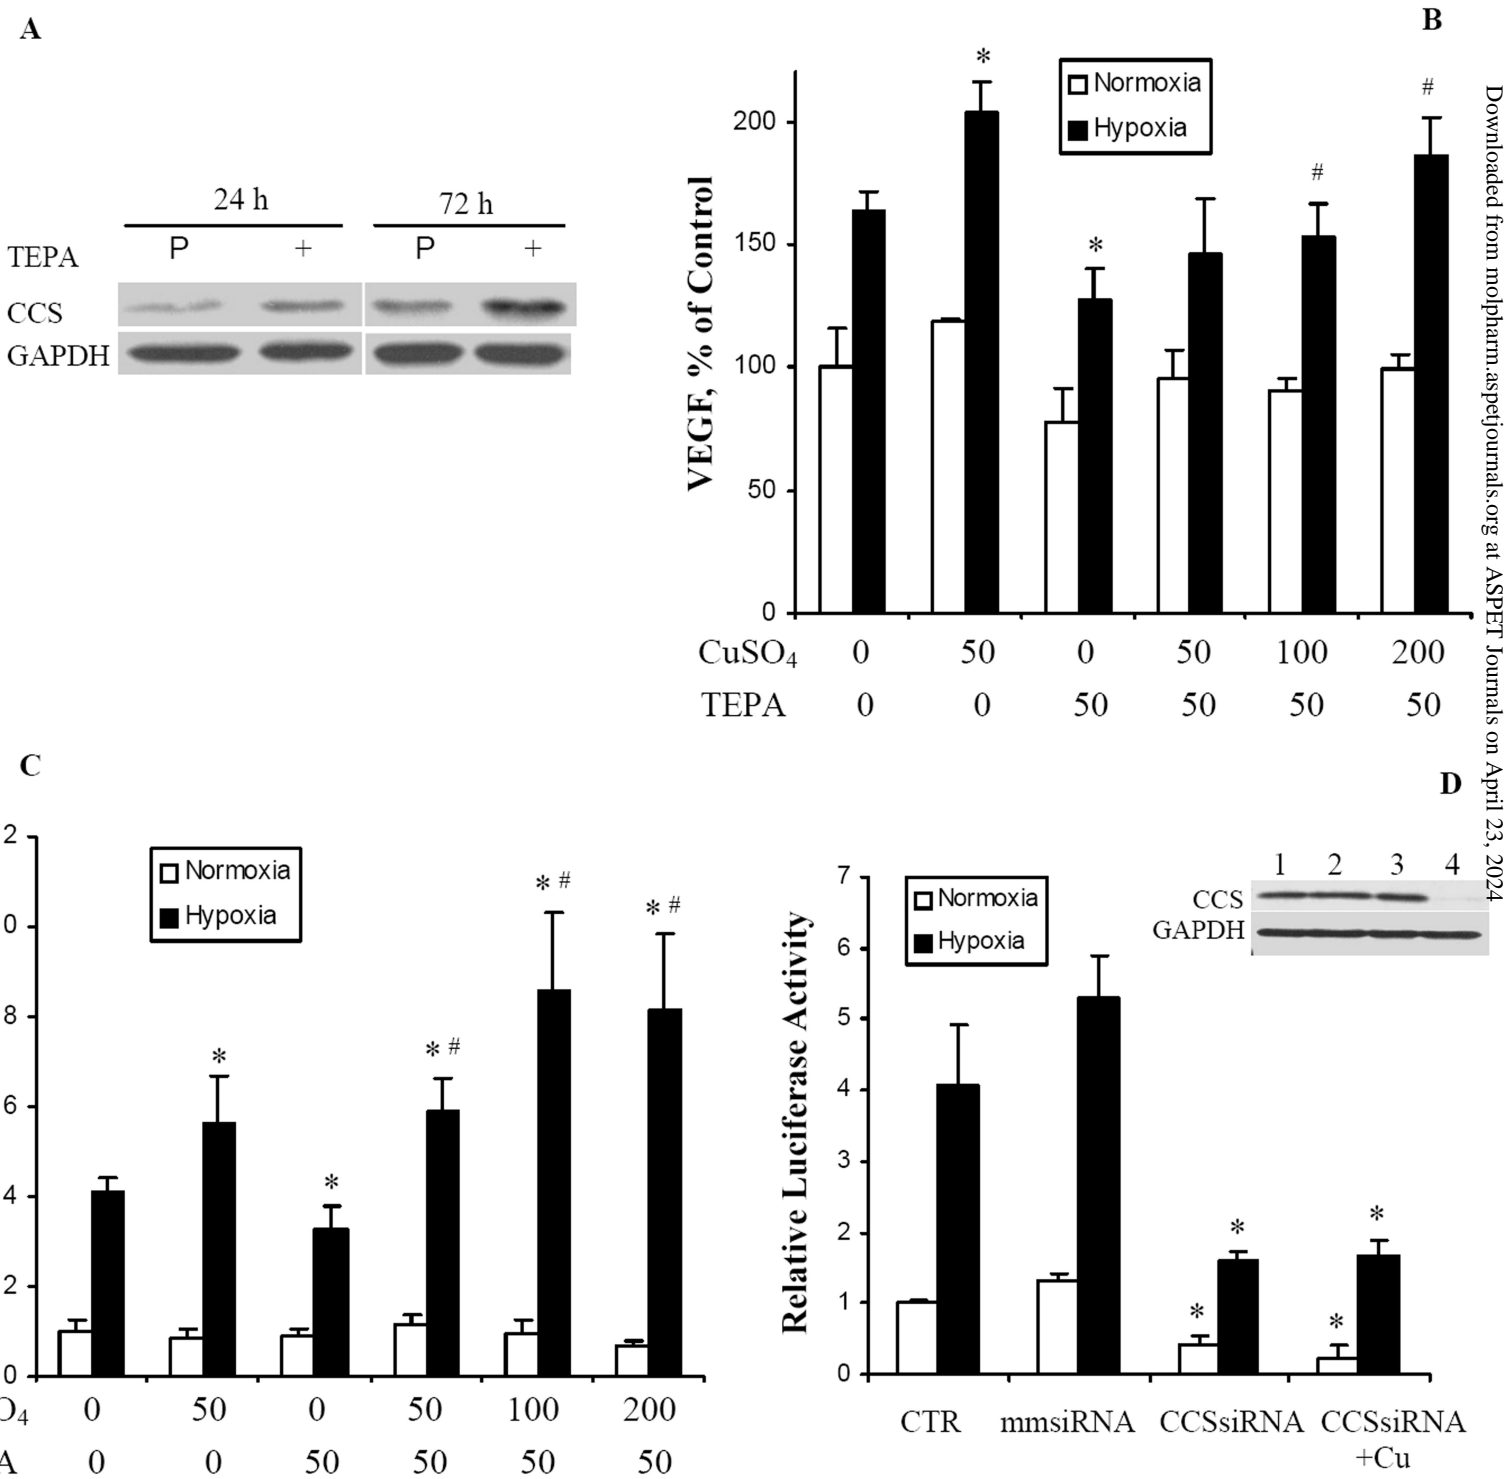 A
24 h 72 h
TEPA P + P +
CCS
GAPDH
B
* * # #
Normoxia
Hypoxia
VEGF, % of Control
200
150
100
50
0
CuSO4 0 50 0 50 100 200
TEPA 0 0 50 50 50 50
Downloaded from molpharm.aspetjournals.org at ASPET Journals on April 23, 2024
C
2
0
8
6
4
2
0
Normoxia
Hypoxia
* * * # * # * #
O4 0 50 0 50 100 200
A 0 0 50 50 50 50
D
Relative Luciferase Activity
7
6
5
4
3
2
1
0
Normoxia
Hypoxia
1 2 3 4
CCS
GAPDH
* * * *
CTR mmsiRNA CCSsiRNA CCSsiRNA
+Cu